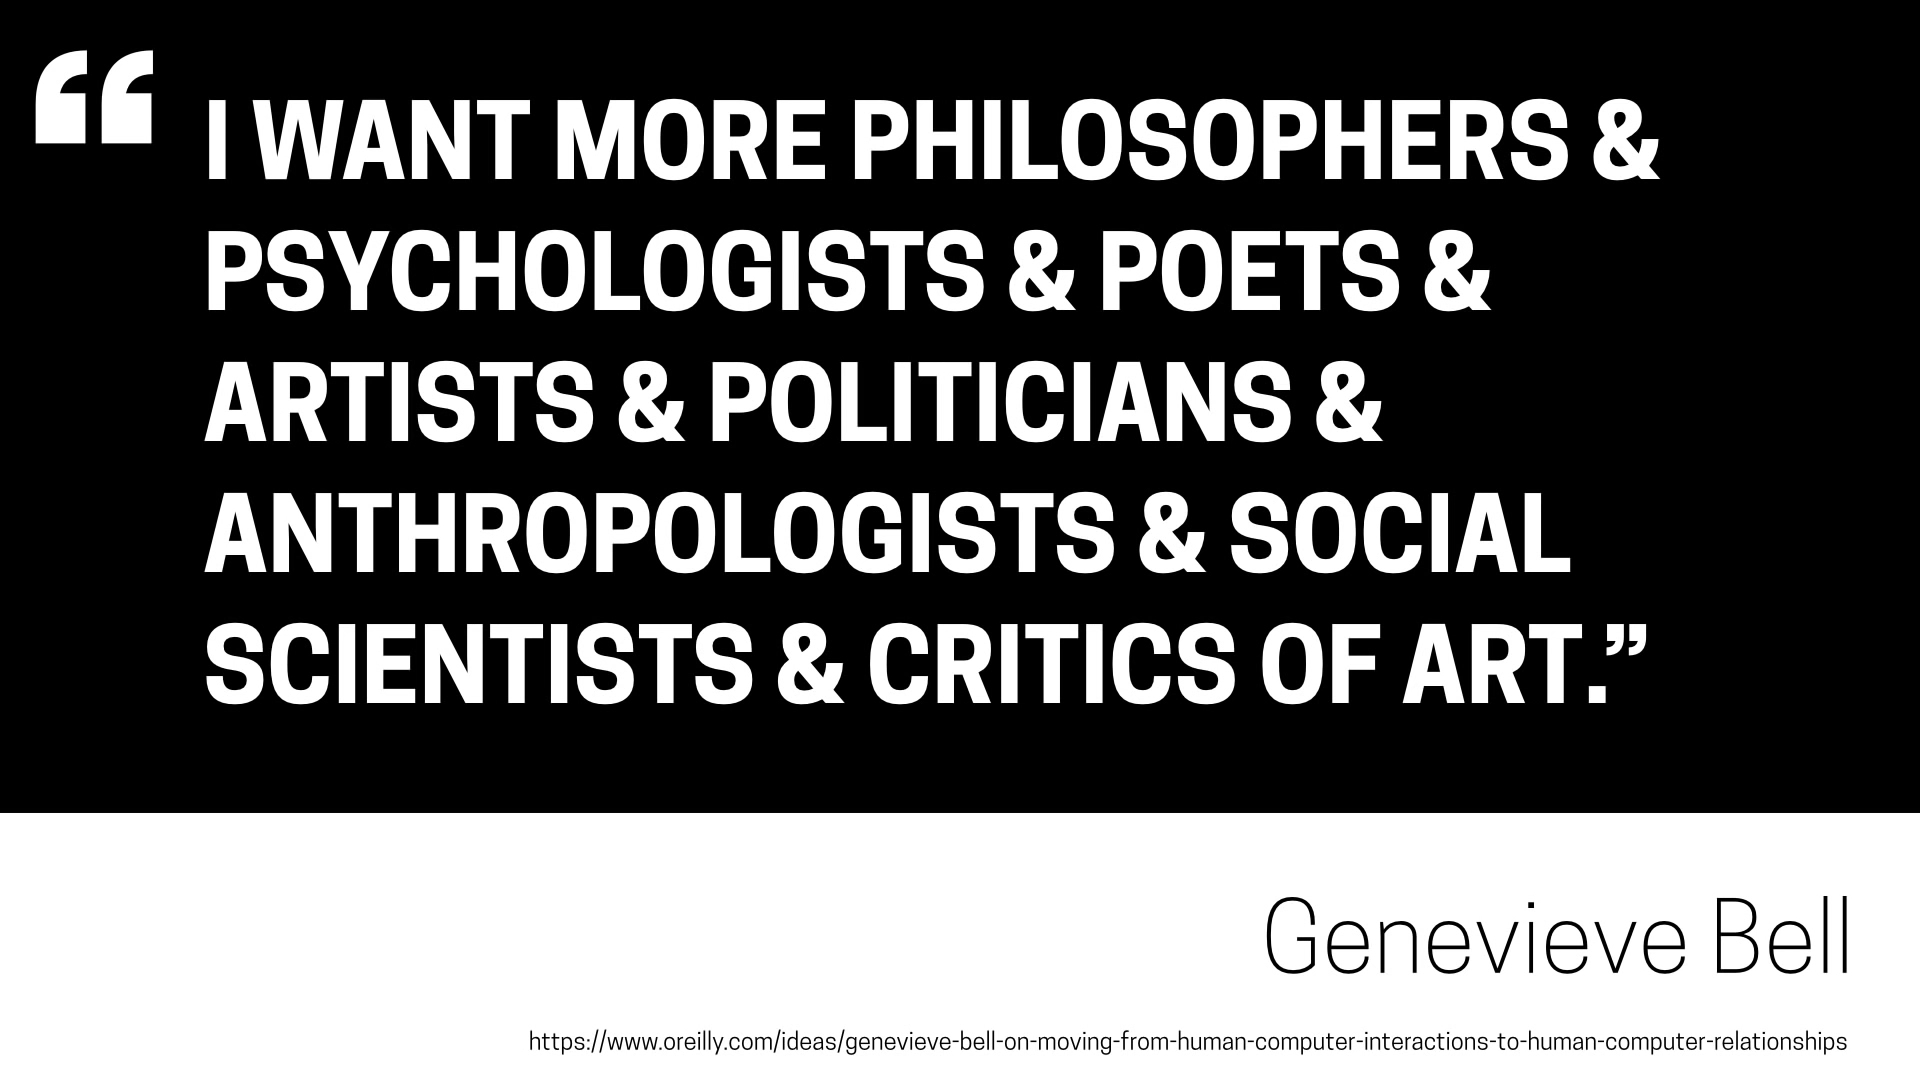 “ I WANT MORE PHILOSOPHERS &
PSYCHOLOGISTS & POETS &
ARTISTS & POLITICIANS &
ANTHROPOLOGISTS & SOCIAL
SCIENTISTS & CRITICS OF ART.”
Genevieve Bell
https://www.oreilly.com/ideas/genevieve-bell-on-moving-from-human-computer-interactions-to-human-computer-relationships